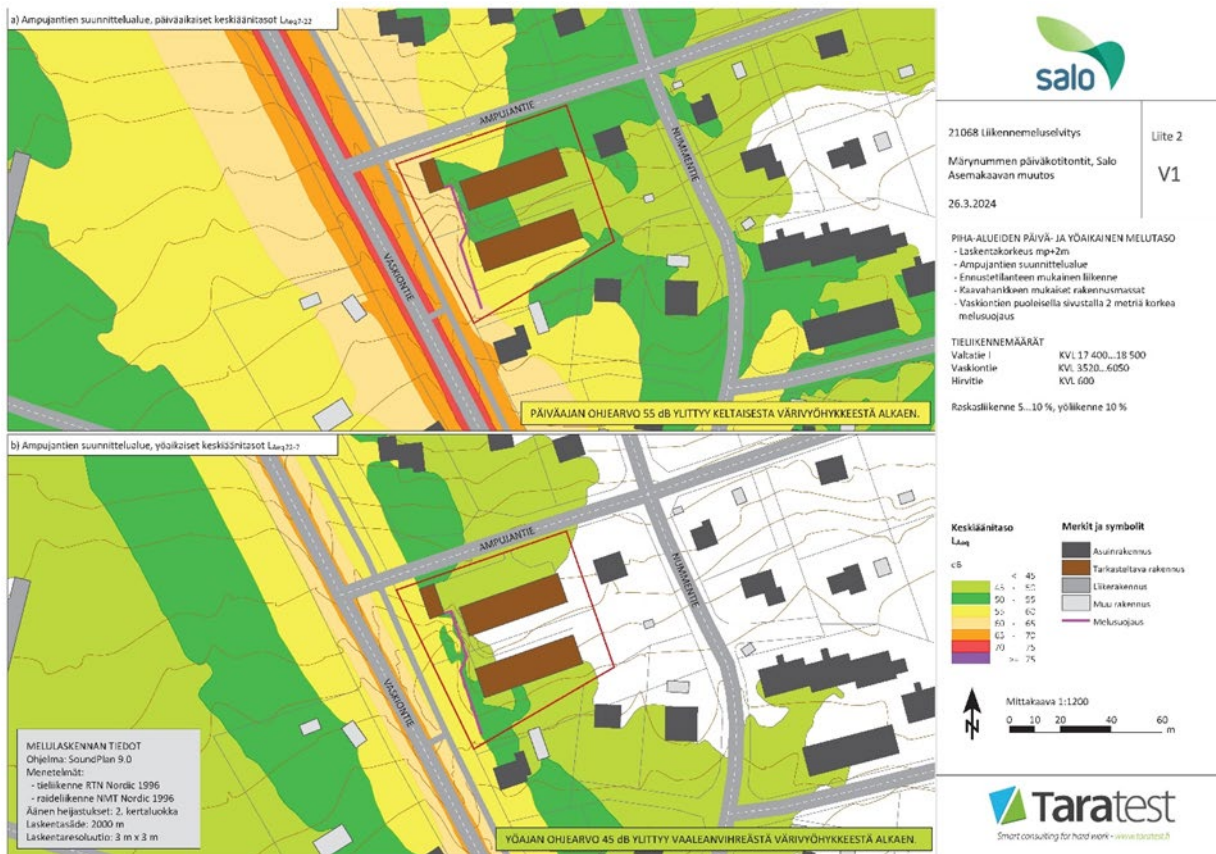 a) Ampujantien suunnittelualue, päiväaikaiset keskiäänitasot LAeq7-22
AMPUJANTIE
NUMMENTIE
VASKIONTIE
PÄIVÄAJAN OHJEARVO 55 dB YLITTYY KELTAISESTA VÄRIVYÖHYKKEESTÄ ALKAEN.
b) Ampujantien suunnittelualue, yöaikaiset keskiäänitasot LAeq22-7
AMPUJANTIE
NUMMENTIE
VASKIONTIE
MELULASKENNAN TIEDOT
Ohjelma: SoundPlan 9.0
Menetelmät:
- tieliikenne RTN Nordic 1996
- raideliikenne NMT Nordic 1996
Äänen heijastukset: 2. kertaluokka
Laskentasäde: 2000 m
Laskentaresoluutio: 3 m x 3 m
YÖAJAN OHJEARVO 45 dB YLITTYY VAALEANVIHREÄSTÄ VÄRIVYÖHYKKEESTÄ ALKAEN.
salo
21068 Liikennemeluselvitys
Liite 2
Märynummen päiväkotitontit, Salo
Asemakaavan muutos
V1
26.3.2024
PIHA-ALUEIDEN PÄIVÄ- JA YÖAIKAINEN MELUTASO
- Laskentakorkeus mp+2m
- Ampujantien suunnittelualue
- Ennustetilanteen mukainen liikenne
- Kaavahankkeen mukaiset rakennusmassat
- Vaskiontien puoleisella sivustalla 2 metriä korkea
melusuojaus
TIELIIKENNEMÄÄRÄT
Valtatie I KVL 17 400...18 500
Vaskiontie KVL 3520...6050
Hirvitie KVL 600
Raskasliikenne 5...10 %, yöliikenne 10 %
Keskiäänitaso
LAeq
dB
< 45
45 - 50
50 - 55
55 - 60
60 - 65
65 - 70
70 75
>= 75
Merkit ja symbolit
Asuinrakennus
Tarkasteltava rakennus
Liikerakennus
Muu rakennus
Melusuojaus
N
Mittakaava 1:1200
0 10 20 40 60
m
Taratest
Smart consulting for hard work - www.taratest.fi